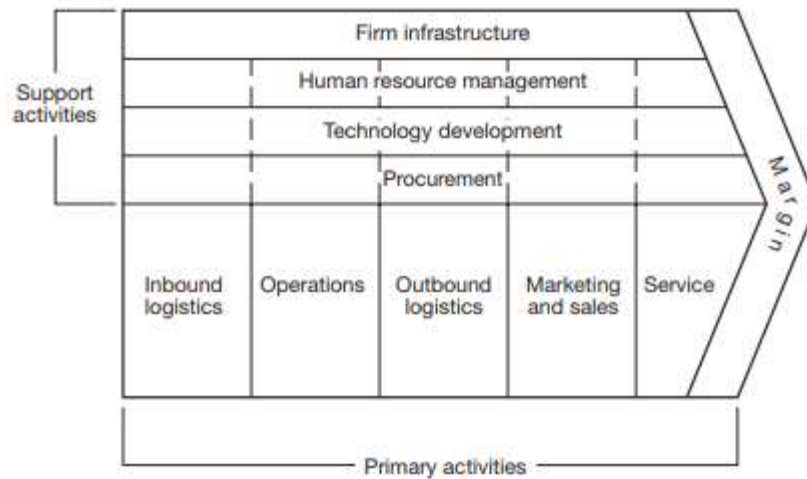 Firm infrastructure
Human resource management
Support
activities
Technology development
Procurement
Margin
Inbound
logistics
Operations
Outbound
logistics
Marketing
and sales
Service
Primary activities